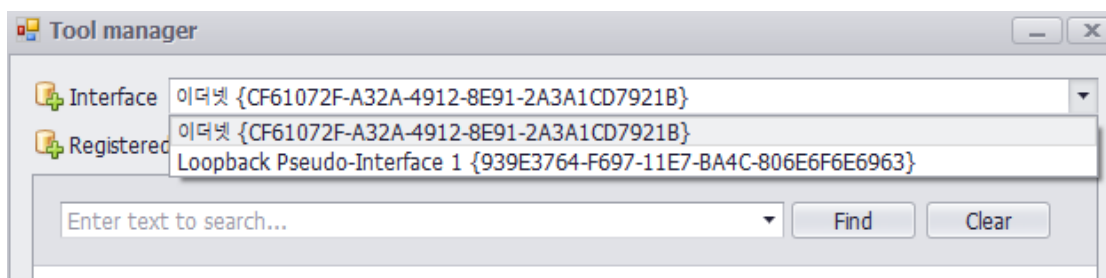 Tool manager
Interface 이더넷 {CF61072F-A32A-4912-8E91-2A3A1CD7921B}
이더넷 {CF61072F-A32A-4912-8E91-2A3A1CD7921B}
Registered
Loopback Pseudo-Interface 1 {939E3764-F697-11E7-BA4C-806E6F6E6963}
Enter text to search... Find Clear